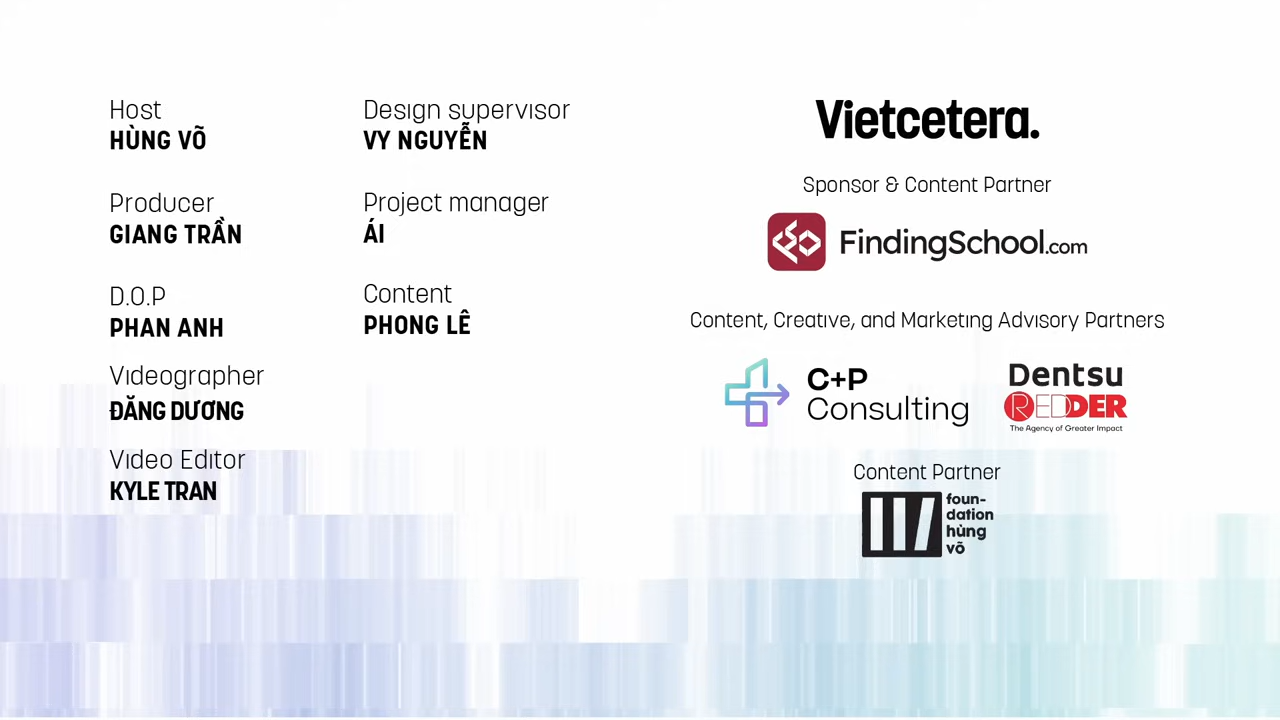 Host
HÙNG VÕ
Producer
GIANG TRẦN
D.O.P
PHAN ANH
Videographer
ĐĂNG DƯƠNG
Video Editor
KYLE TRAN
Design supervisor
VY NGUYỄN
Project manager
ÁI
Content
PHONG LÊ
Vietcetera.
Sponsor & Content Partner
FindingSchool.com
Content, Creative, and Marketing Advisory Partners
C+P
Consulting
Dentsu
REDDER
The Agency of Greater Impact
Content Partner
foun-
dation
hùng
võ